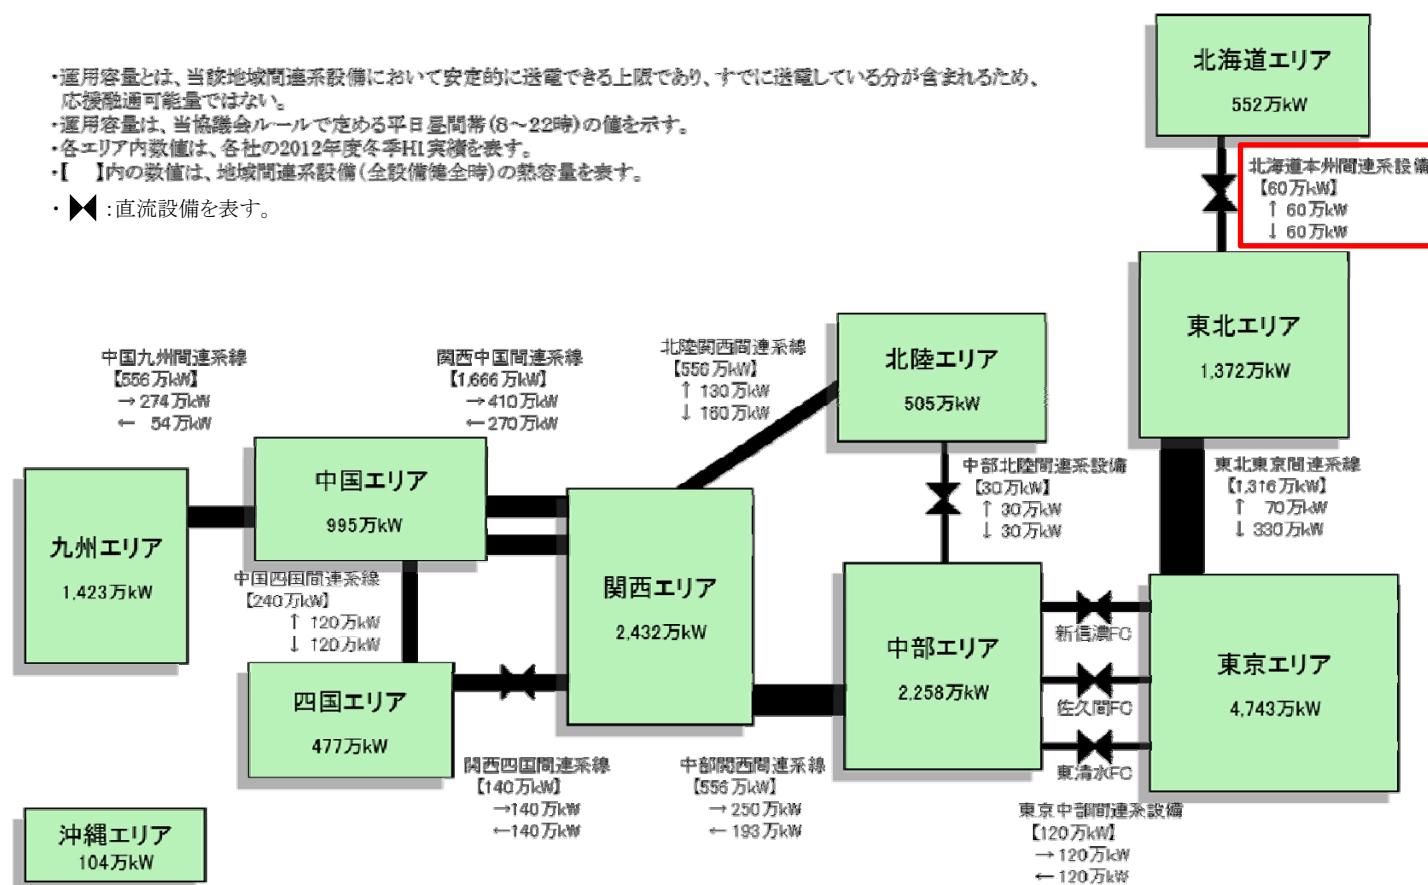 ・運用容量とは、当該地域間連系設備において安定的に送電できる上限であり、すでに送電している分が含まれるため、
応援融通可能量ではない。
・運用容量は、当協議会ルールで定める平日昼間帯(8～22時)の値を示す。
・各エリア内数値は、各社の2012年度冬季H1実績を表す。
・【　】内の数値は、地域間連系設備(全設備健全時)の熱容量を表す。
・ :直流設備を表す。
北海道エリア
552万kW
北海道本州間連系設備
【60万kW】
↑ 60万kW
↓ 60万kW
東北エリア
1,372万kW
北陸エリア
505万kW
北陸関西間連系線
【556万kW】
↑ 130万kW
↓ 160万kW
関西中国間連系線
【1,666万kW】
→410万kW
←270万kW
中国九州間連系線
【556万kW】
→274万kW
← 54万kW
中部北陸間連系設備
【30万kW】
↑ 30万kW
↓ 30万kW
東北東京間連系線
【1,316万kW】
↑ 70万kW
↓ 330万kW
九州エリア
1,423万kW
中国エリア
995万kW
中国四国間連系線
【240万kW】
↑ 120万kW
↓ 120万kW
関西エリア
2,432万kW
中部エリア
2,258万kW
新信濃FC
佐久間FC
東清水FC
東京エリア
4,743万kW
四国エリア
477万kW
関西四国間連系線
【140万kW】
→140万kW
←140万kW
中部関西間連系線
【556万kW】
→250万kW
←193万kW
東京中部間連系設備
【120万kW】
→120万kW
←120万kW
沖縄エリア
104万kW